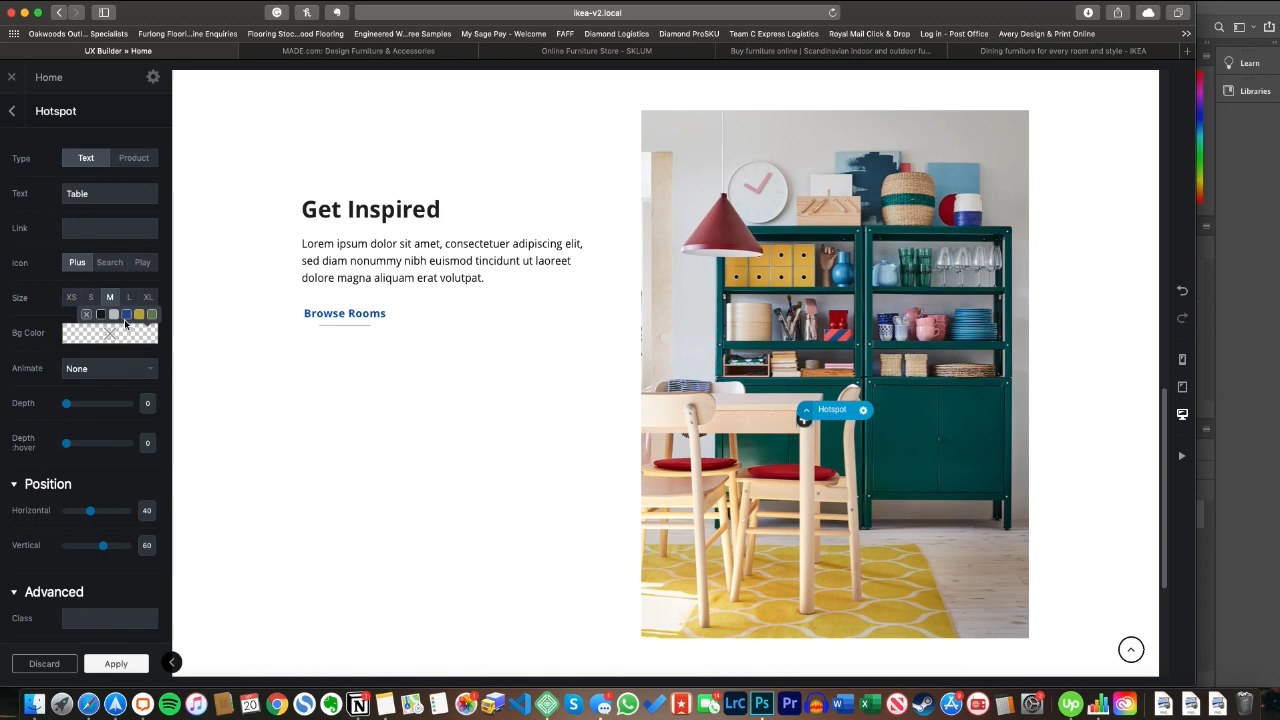 ikea-v2.local
Oakwoods Outl... Specialists
Furlong Floori...ine Enquiries
Flooring Stoc...ood Flooring
Engineered W...ree Samples
My Sage Pay - Welcome
FAFF
Diamond Logistics
Diamond ProSKU
Team C Express Logistics
Royal Mail Click & Drop
Log in - Post Office
Avery Design & Print Online
UX Builder » Home
MADE.com: Design Furniture & Accessories
Online Furniture Store - SKLUM
Buy furniture online | Scandinavian indoor and outdoor fu...
Dining furniture for every room and style - IKEA
Learn
Libraries
Home
Hotspot
Type
Text
Product
Text
Table
Link
Icon
Plus
Search
Play
Size
XS
S
M
L
XL
Bg Color
Animate
None
Depth
0
Depth
:hover
0
Position
Horizontal
40
Vertical
60
Advanced
Class
Discard
Apply
Get Inspired
Lorem ipsum dolor sit amet, consectetuer adipiscing elit,
sed diam nonummy nibh euismod tincidunt ut laoreet
dolore magna aliquam erat volutpat.
Browse Rooms
Hotspot
20
LrC
Ps
Pr
Up